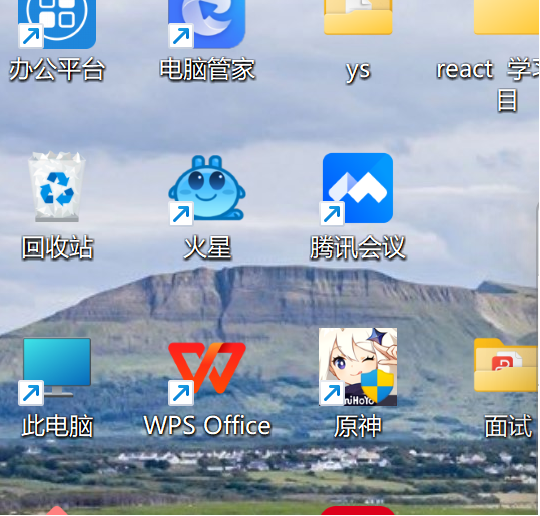 办公平台
电脑管家
ys
react 学习
目
回收站
火星
腾讯会议
此电脑
WPS Office
miHoYo
原神
面试